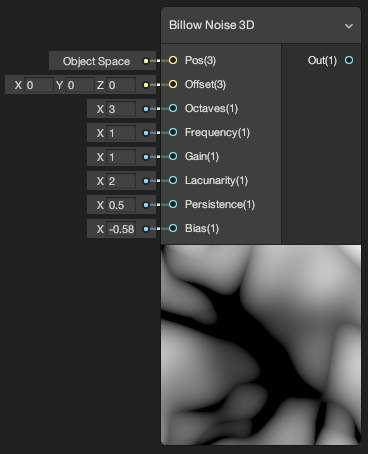 Billow Noise 3D
Object Space Pos(3) Out(1)
X 0 Y 0 Z 0 Offset(3)
X 3 Octaves(1)
X 1 Frequency(1)
X 1 Gain(1)
X 2 Lacunarity(1)
X 0.5 Persistence(1)
X -0.58 Bias(1)